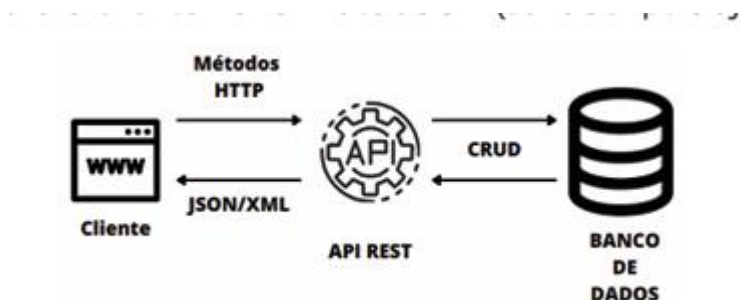 Métodos
HTTP
WWW
API
CRUD
JSON/XML
Cliente
API REST
BANCO
DE
DADOS